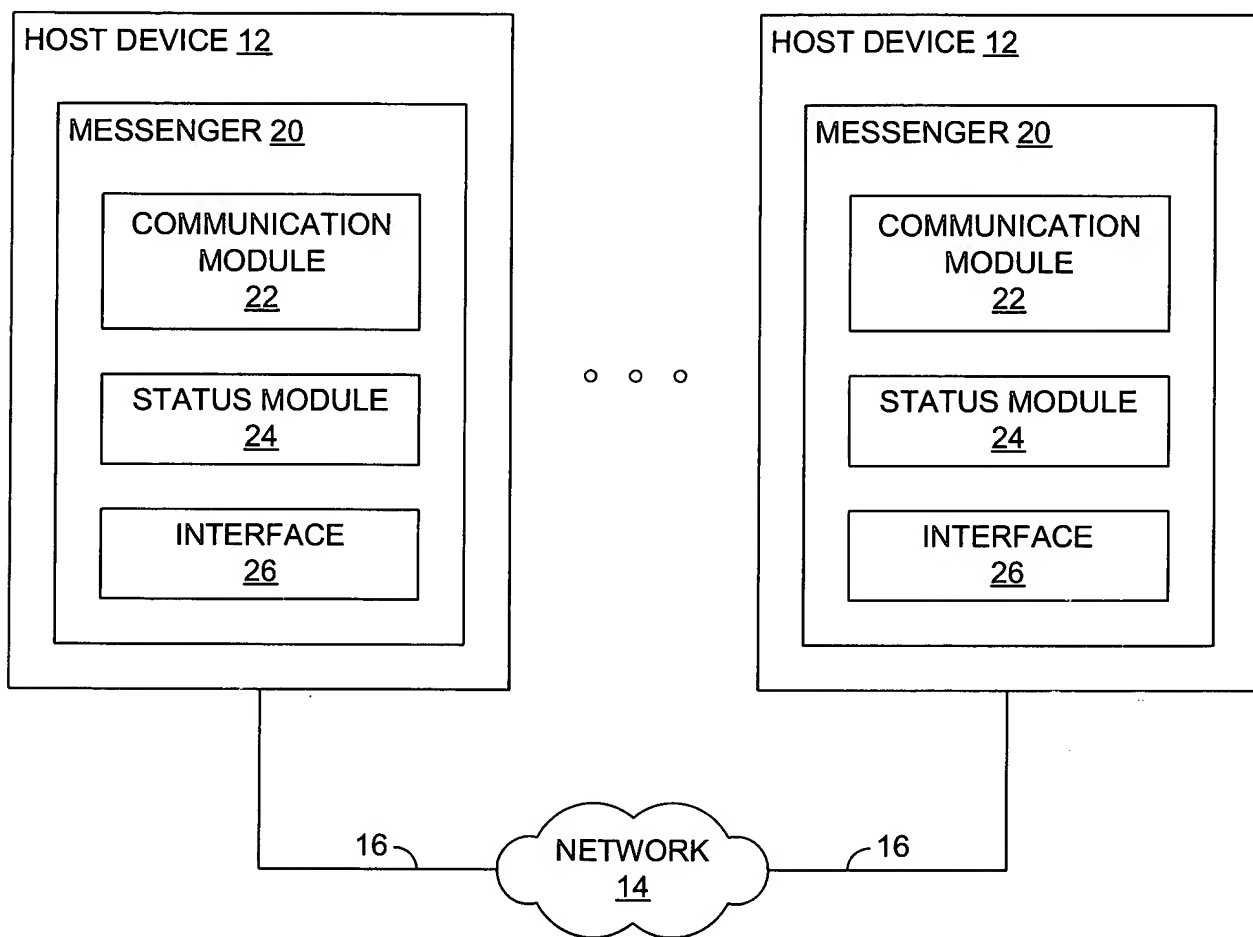 HOST DEVICE 12
MESSENGER 20
COMMUNICATION
MODULE
22
STATUS MODULE
24
INTERFACE
26
HOST DEVICE 12
MESSENGER 20
COMMUNICATION
MODULE
22
STATUS MODULE
24
INTERFACE
26
16
NETWORK
14
16